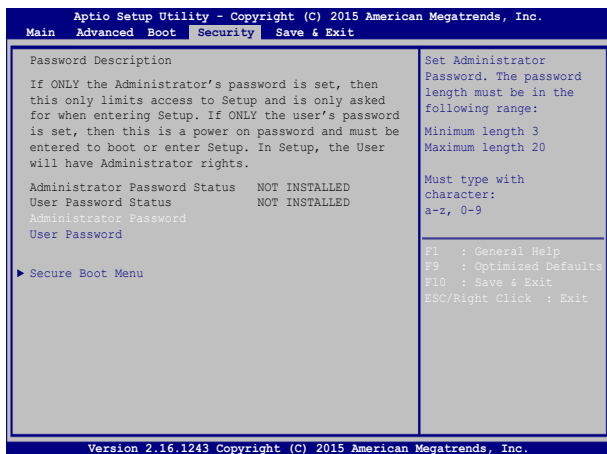 Aptio Setup Utility - Copyright (C) 2015 American Megatrends, Inc.
Main Advanced Boot Security Save & Exit
Password Description
If ONLY the Administrator's password is set, then
this only limits access to Setup and is only asked
for when entering Setup. If ONLY the user's password
is set, then this is a power on password and must be
entered to boot or enter Setup. In Setup, the User
will have Administrator rights.
Administrator Password Status NOT INSTALLED
User Password Status NOT INSTALLED
Administrator Password
User Password
Secure Boot Menu
Set Administrator
Password. The password
length must be in the
following range:
Minimum length 3
Maximum length 20
Must type with
character:
a-z, 0-9
F1 : General Help
F9 : Optimized Defaults
F10 : Save & Exit
ESC/Right Click : Exit
Version 2.16.1243 Copyright (C) 2015 American Megatrends, Inc.